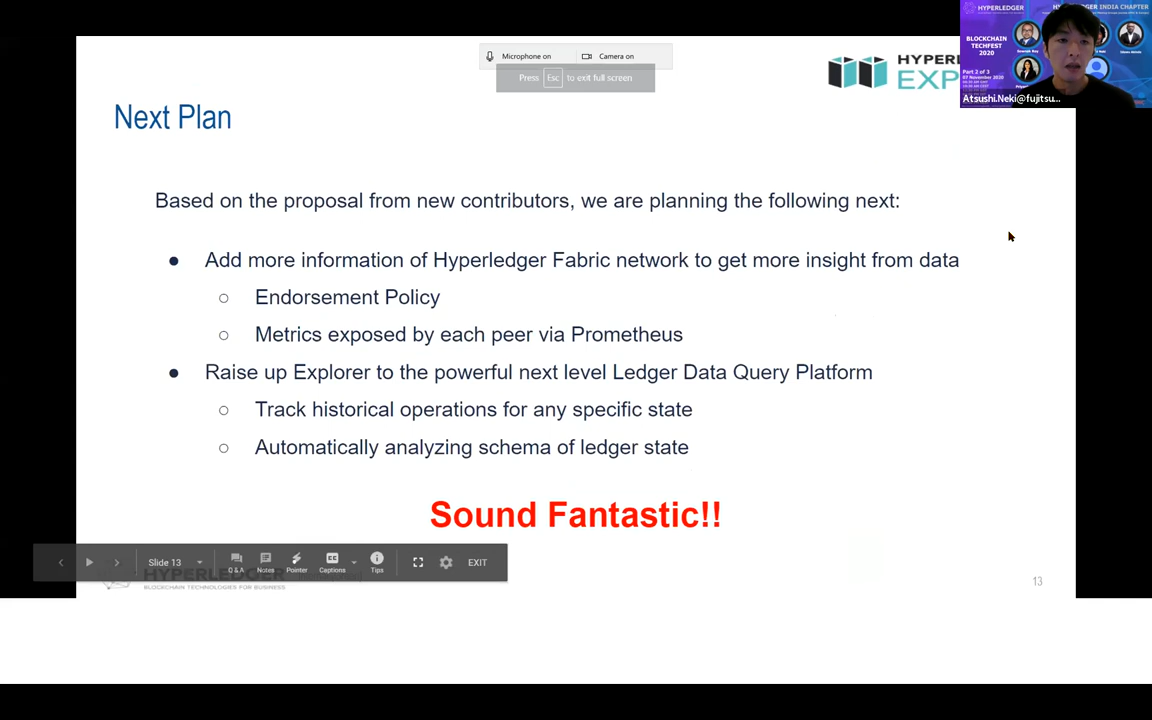 Microphone on
Camera on
Press Esc to exit full screen
HYPERL
EXP
HYPERLEDGER
HYPERLEDGER INDIA CHAPTER
BLOCKCHAIN
TECHFEST
2020
Part 2 of 3
Atsushi.Neki@fujitsu...
Next Plan
Based on the proposal from new contributors, we are planning the following next:
● Add more information of Hyperledger Fabric network to get more insight from data
○ Endorsement Policy
○ Metrics exposed by each peer via Prometheus
● Raise up Explorer to the powerful next level Ledger Data Query Platform
○ Track historical operations for any specific state
○ Automatically analyzing schema of ledger state
Sound Fantastic!!
Slide 13
Q & A
Notes
Pointer
Captions
Tips
EXIT
HYPERLEDGER
BLOCKCHAIN TECHNOLOGIES FOR BUSINESS
13